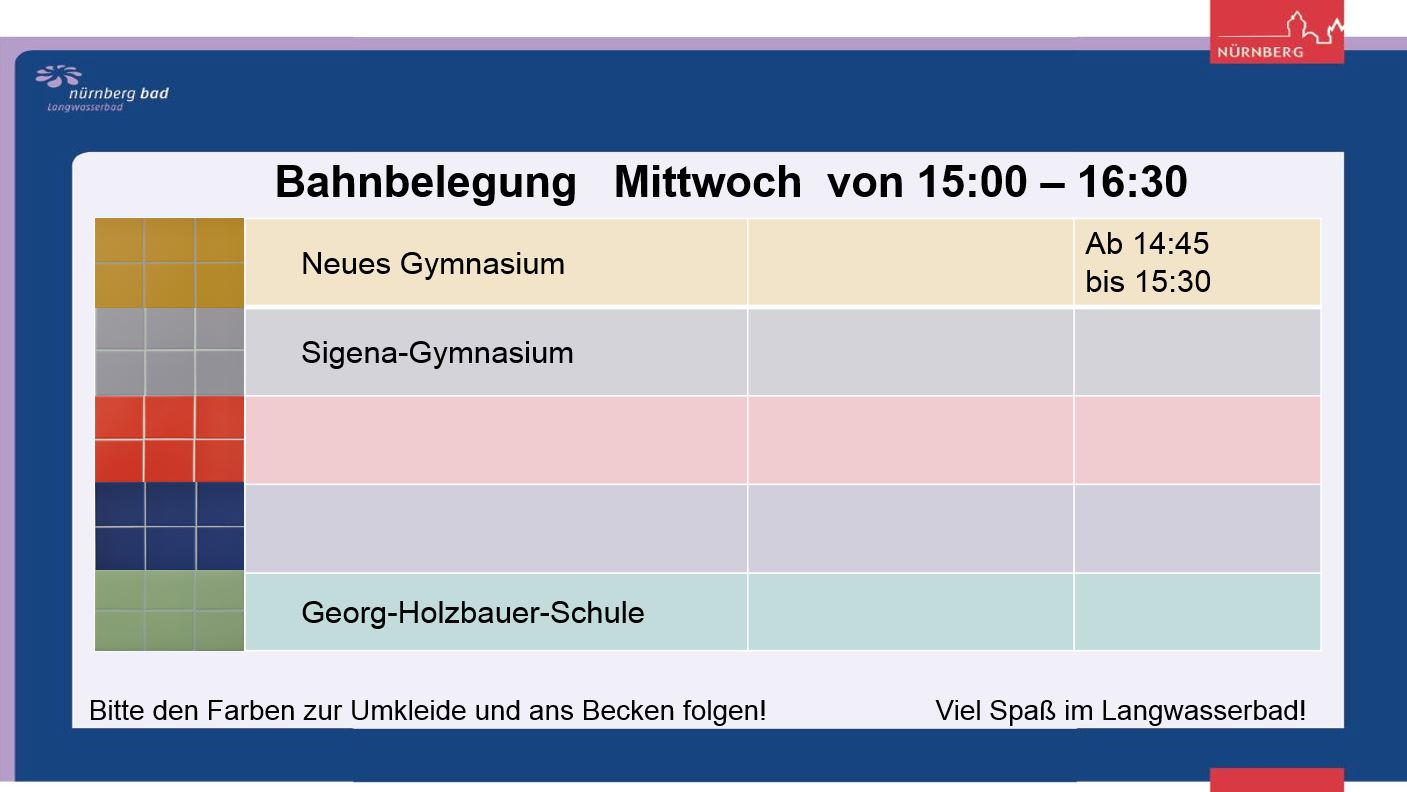 NÜRNBERG
nürnberg bad
Langwasserbad
Bahnbelegung Mittwoch von 15:00 – 16:30
Neues Gymnasium
Ab 14:45
bis 15:30
Sigena-Gymnasium
Georg-Holzbauer-Schule
Bitte den Farben zur Umkleide und ans Becken folgen!
Viel Spaß im Langwasserbad!